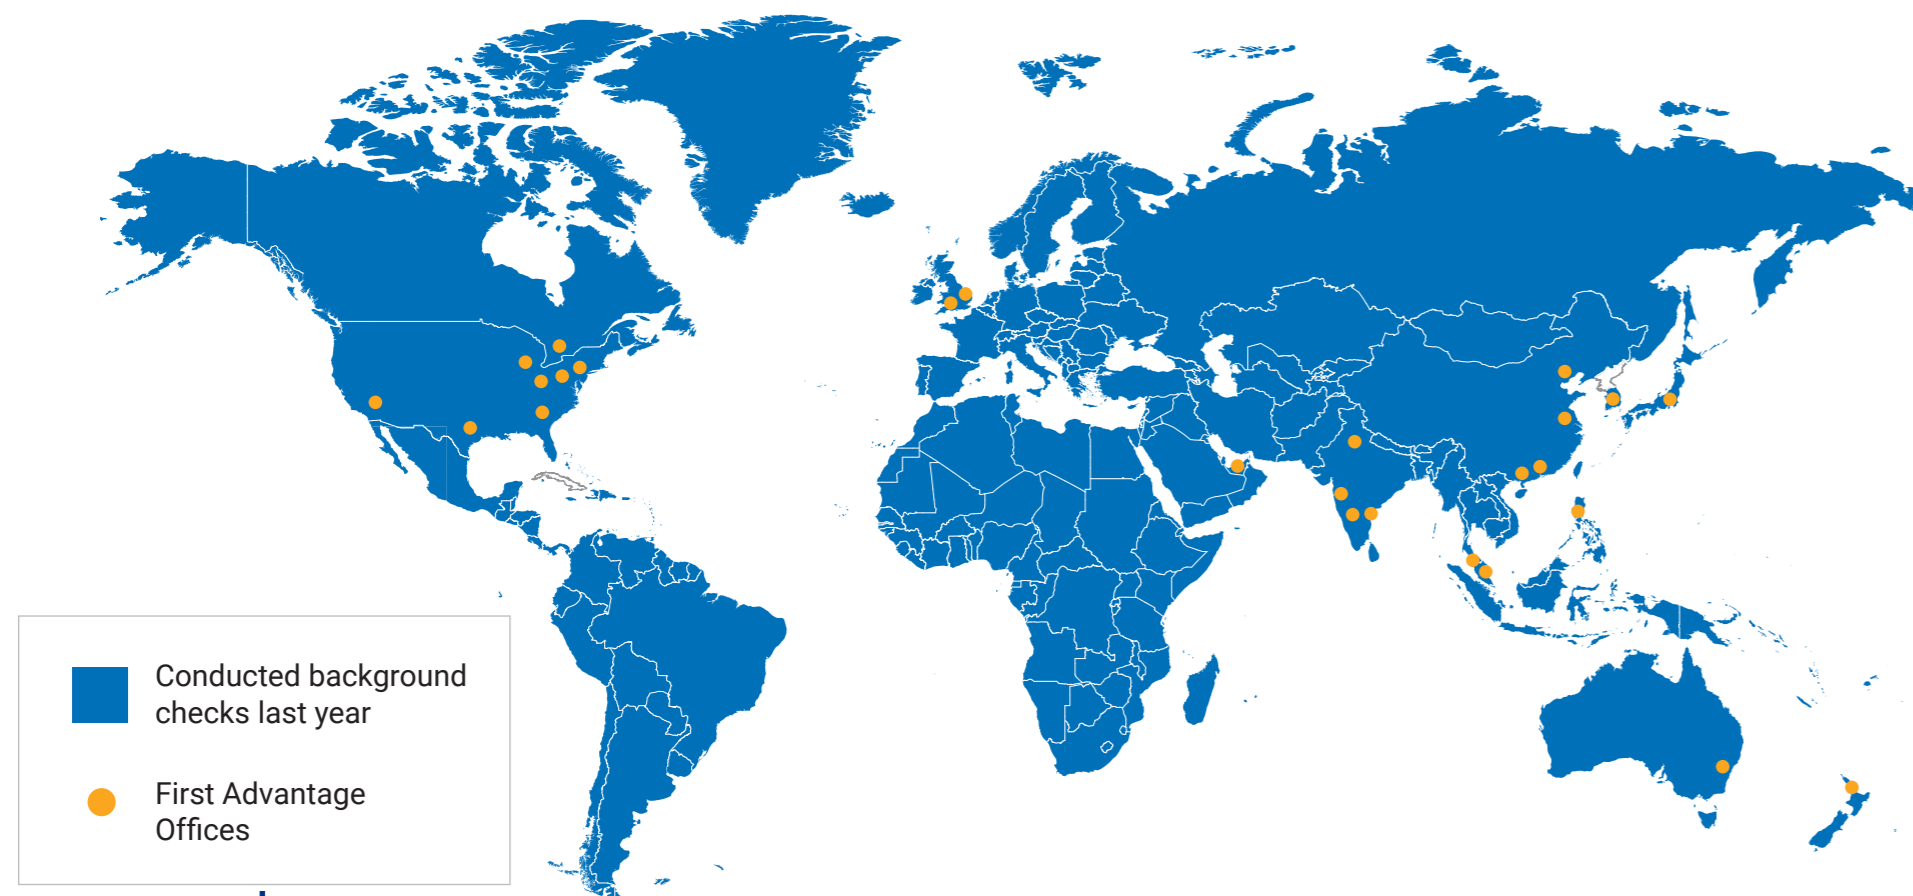 Conducted background
checks last year
First Advantage
Offices